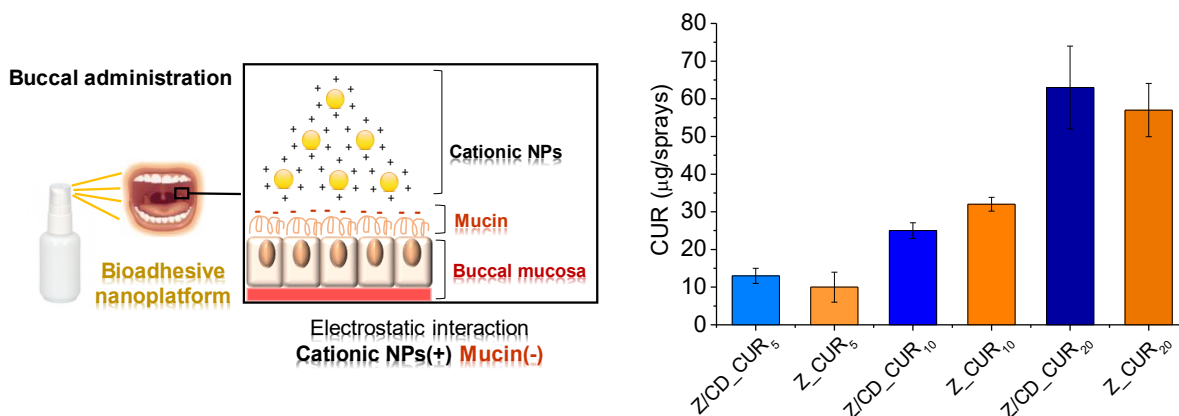 Buccal administration
Cationic NPs
Mucin
Buccal mucosa
Bioadhesive
nanoplatform
Electrostatic interaction
Cationic NPs(+) Mucin(-)
CUR (µg/sprays)
80
70
60
50
40
30
20
10
0
Z/CD_CUR₅
Z_CUR₅
Z/CD_CUR₁₀
Z_CUR₁₀
Z/CD_CUR₂₀
Z_CUR₂₀